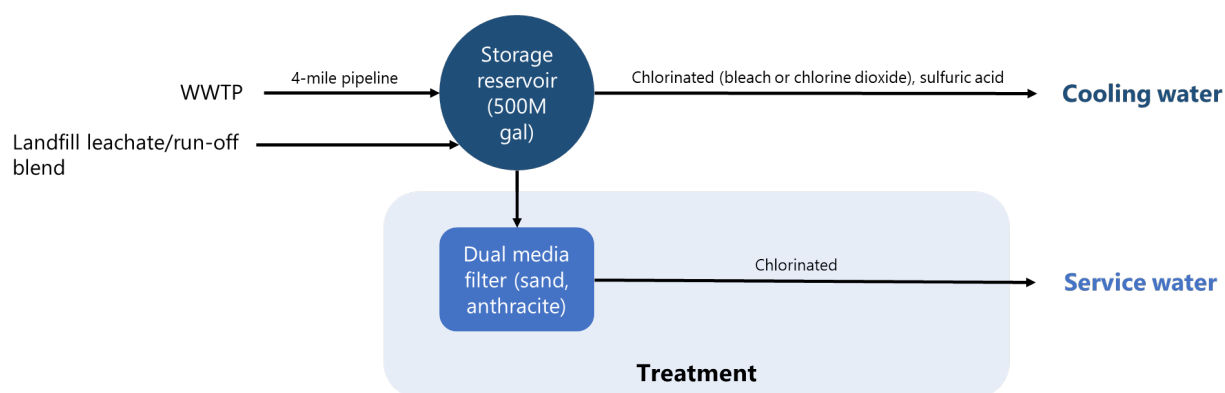 Storage
reservoir
(500M
gal)
4-mile pipeline
WWTP
Chlorinated (bleach or chlorine dioxide), sulfuric acid
Cooling water
Landfill leachate/run-off
blend
Dual media
filter (sand,
anthracite)
Chlorinated
Service water
Treatment